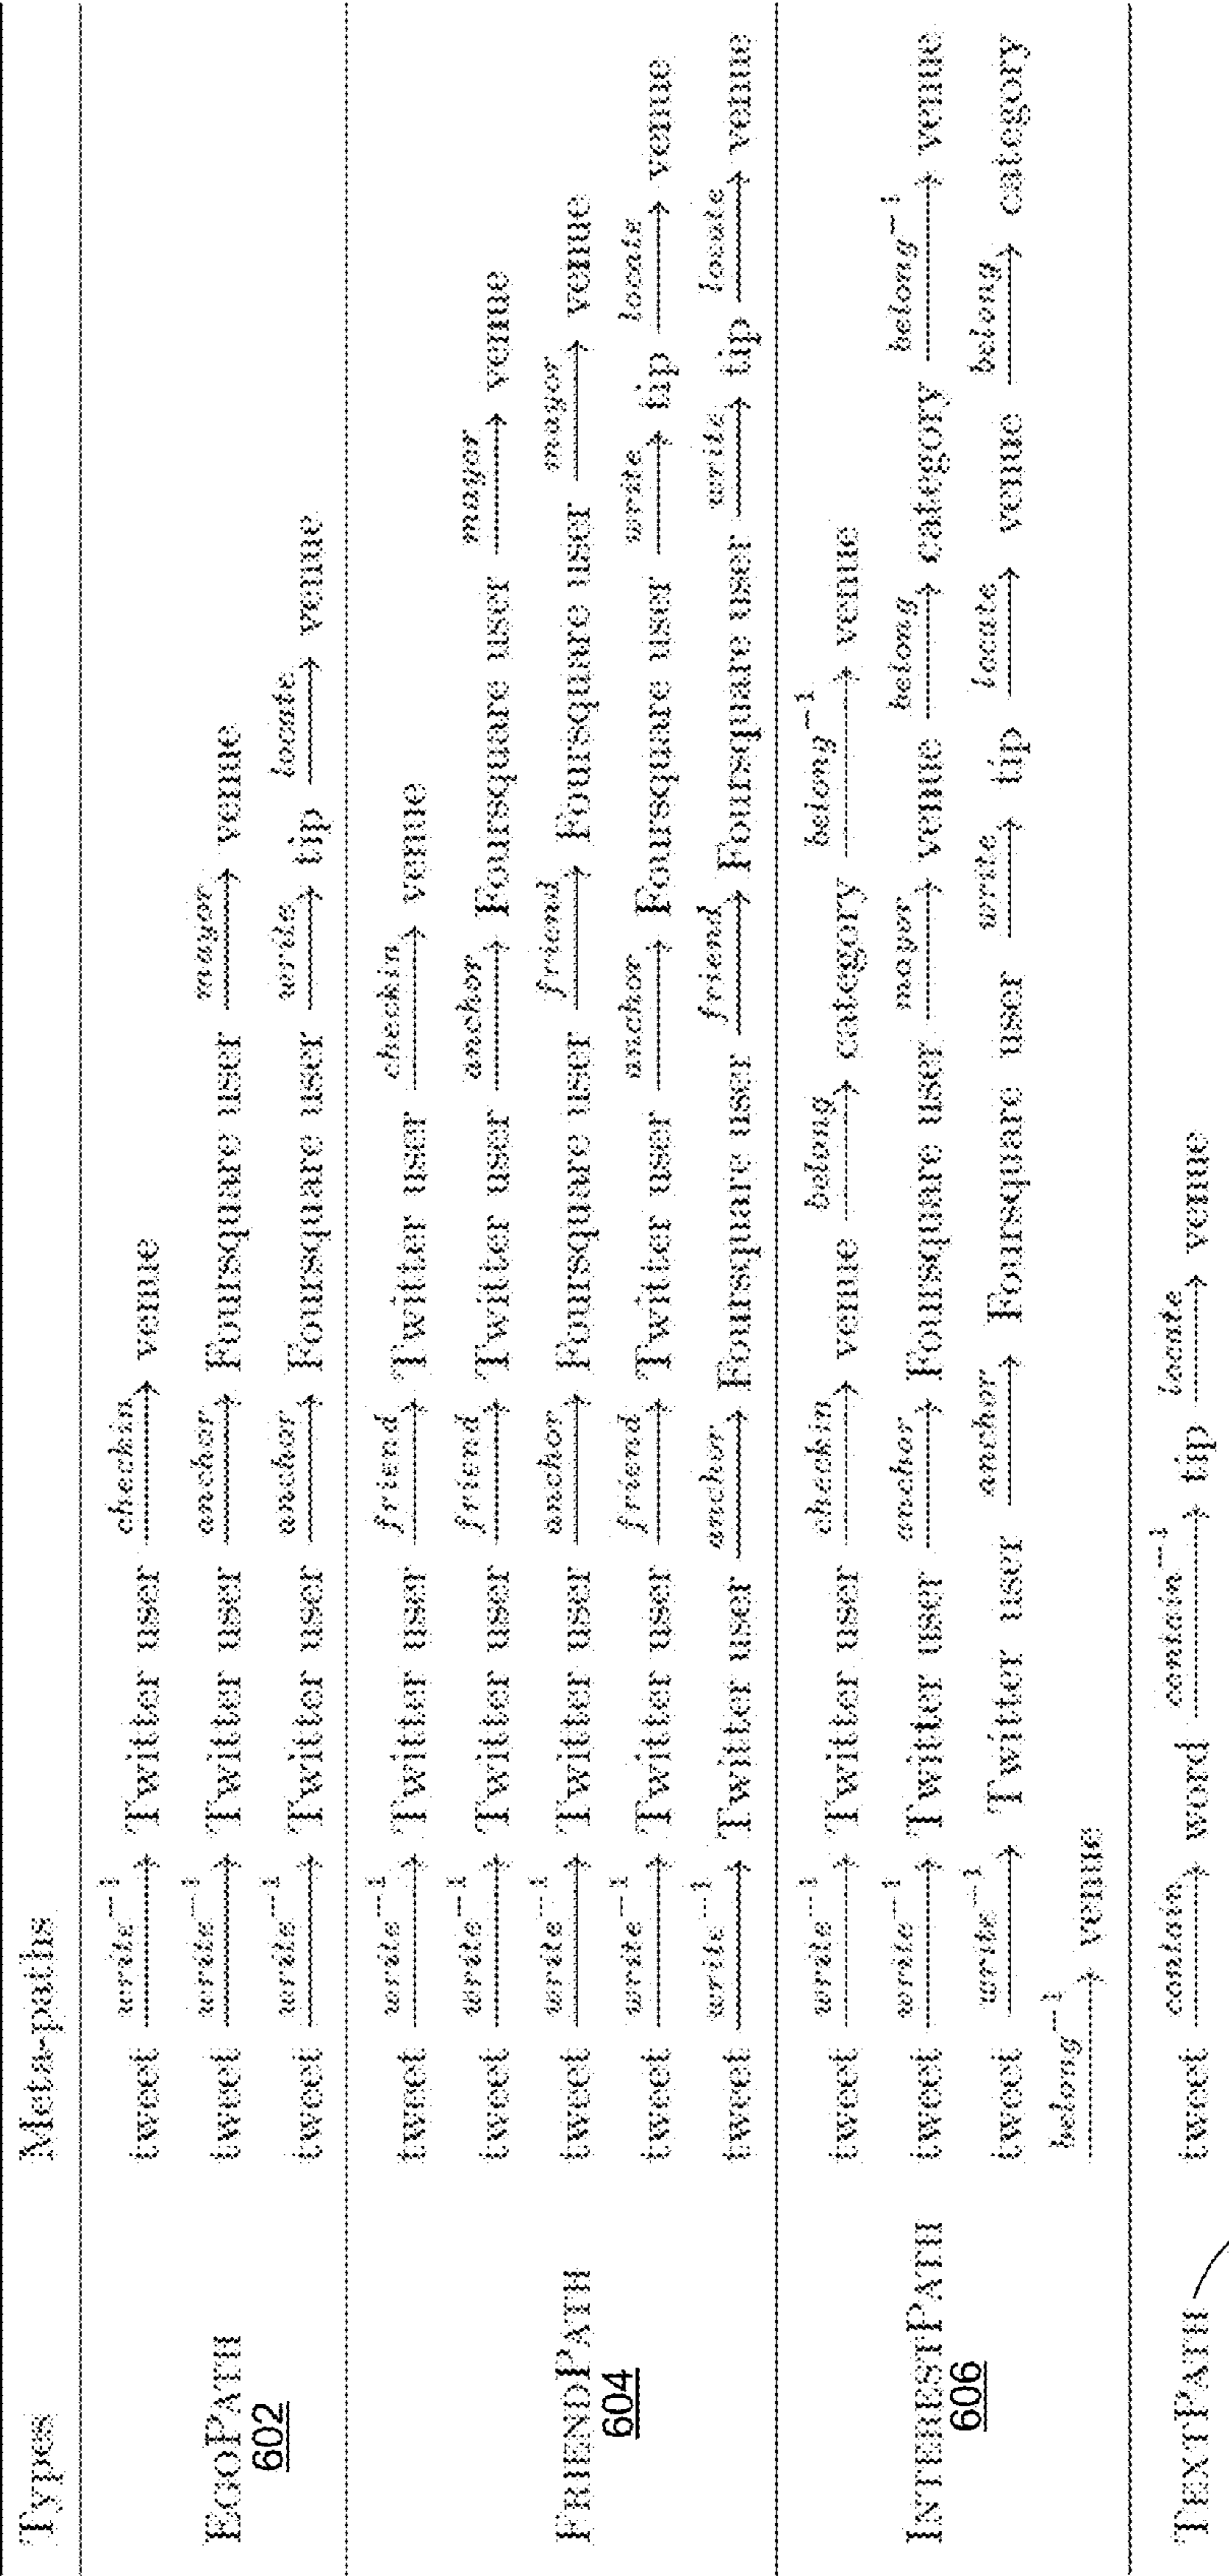 Types Meta-paths
EGOPATH
602
tweet write⁻¹ → Twitter user checkin → venue
tweet write⁻¹ → Twitter user anchor → Foursquare user mayor → venue
tweet write⁻¹ → Twitter user anchor → Foursquare user write → tip locate → venue
FRIENDPATH
604
tweet write⁻¹ → Twitter user friend → Twitter user checkin → venue
tweet write⁻¹ → Twitter user friend → Twitter user anchor → Foursquare user mayor → venue
tweet write⁻¹ → Twitter user anchor → Foursquare user friend → Foursquare user mayor → venue
tweet write⁻¹ → Twitter user friend → Twitter user anchor → Foursquare user write → tip locate → venue
tweet write⁻¹ → Twitter user anchor → Foursquare user friend → Foursquare user write → tip locate → venue
INTERESTPATH
606
tweet write⁻¹ → Twitter user checkin → venue belong → category belong⁻¹ → venue
tweet write⁻¹ → Twitter user anchor → Foursquare user mayor → venue belong → category belong⁻¹ → venue
tweet write⁻¹ → Twitter user anchor → Foursquare user write → tip locate → venue belong → category
belong⁻¹ → venue
TEXTPATH
tweet contain → word contain⁻¹ → tip locate → venue